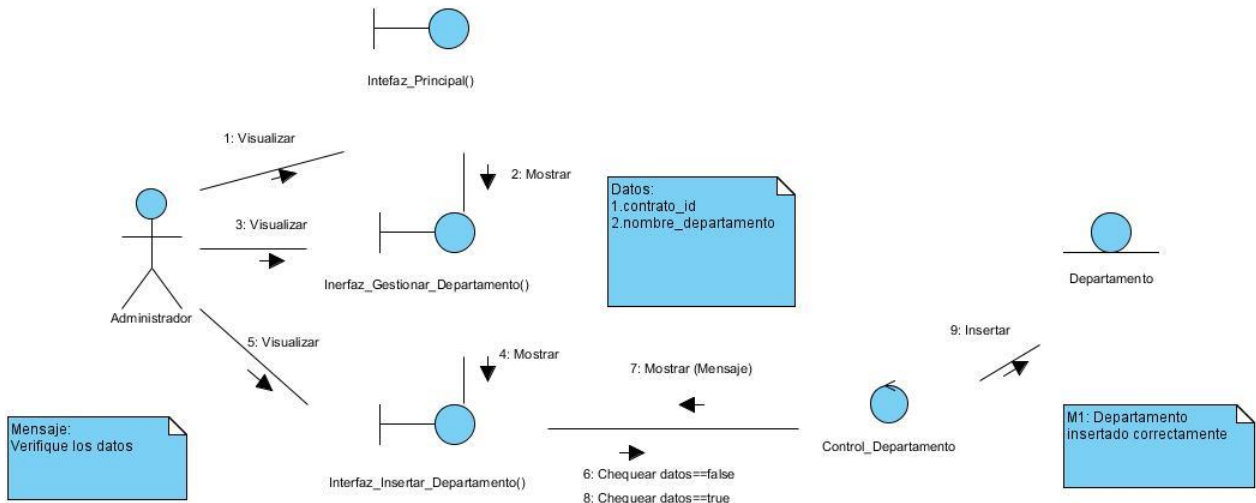 Intefaz_Principal()
1: Visualizar
2: Mostrar
Datos:
1.contrato_id
2.nombre_departamento
3: Visualizar
Inerfaz_Gestionar_Departamento()
Departamento
Administrador
9: Insertar
5: Visualizar
4: Mostrar
7: Mostrar (Mensaje)
Mensaje:
Verifique los datos
M1: Departamento
insertado correctamente
Control_Departamento
6: Chequear datos==false
Interfaz_Insertar_Departamento()
8: Chequear datos==true